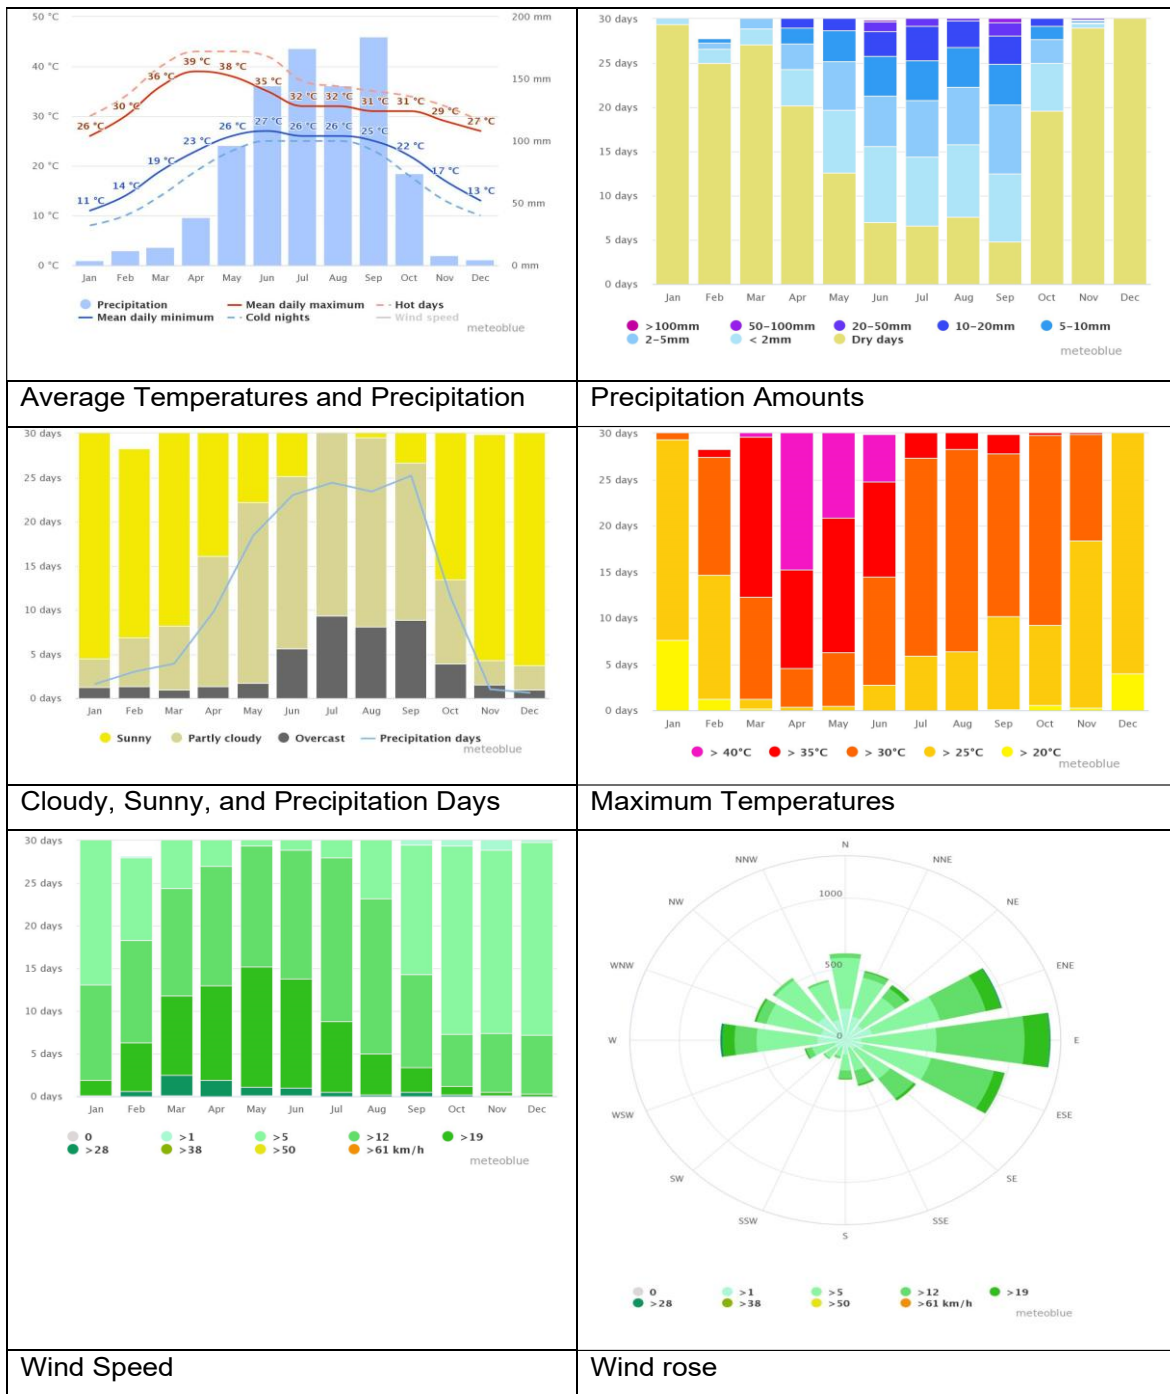 50 °C 200 mm
40 °C 150 mm
30 °C 100 mm
20 °C
10 °C 50 mm
0 °C 0 mm
26 °C 30 °C 36 °C 39 °C 38 °C 35 °C 32 °C 32 °C 31 °C 31 °C 29 °C 27 °C
11 °C 14 °C 19 °C 23 °C 26 °C 27 °C 26 °C 26 °C 25 °C 22 °C 17 °C 13 °C
Jan Feb Mar Apr May Jun Jul Aug Sep Oct Nov Dec
Precipitation Mean daily maximum Hot days
Mean daily minimum Cold nights Wind speed
meteoblue
30 days
25 days
20 days
15 days
10 days
5 days
0 days
Jan Feb Mar Apr May Jun Jul Aug Sep Oct Nov Dec
>100mm 50-100mm 20-50mm 10-20mm 5-10mm
2-5mm < 2mm Dry days
meteoblue
Average Temperatures and Precipitation
Precipitation Amounts
30 days
25 days
20 days
15 days
10 days
5 days
0 days
Jan Feb Mar Apr May Jun Jul Aug Sep Oct Nov Dec
Sunny Partly cloudy Overcast Precipitation days
meteoblue
30 days
25 days
20 days
15 days
10 days
5 days
0 days
Jan Feb Mar Apr May Jun Jul Aug Sep Oct Nov Dec
> 40°C > 35°C > 30°C > 25°C > 20°C
meteoblue
Cloudy, Sunny, and Precipitation Days
Maximum Temperatures
30 days
25 days
20 days
15 days
10 days
5 days
0 days
Jan Feb Mar Apr May Jun Jul Aug Sep Oct Nov Dec
0 >1 >5 >12 >19
>28 >38 >50 >61 km/h
meteoblue
N
NNW NNE
NW NE
1000
WNW ENE
500
W 0 E
WSW ESE
SW SE
SSW SSE
S
0 >1 >5 >12 >19
>28 >38 >50 >61 km/h
meteoblue
Wind Speed
Wind rose